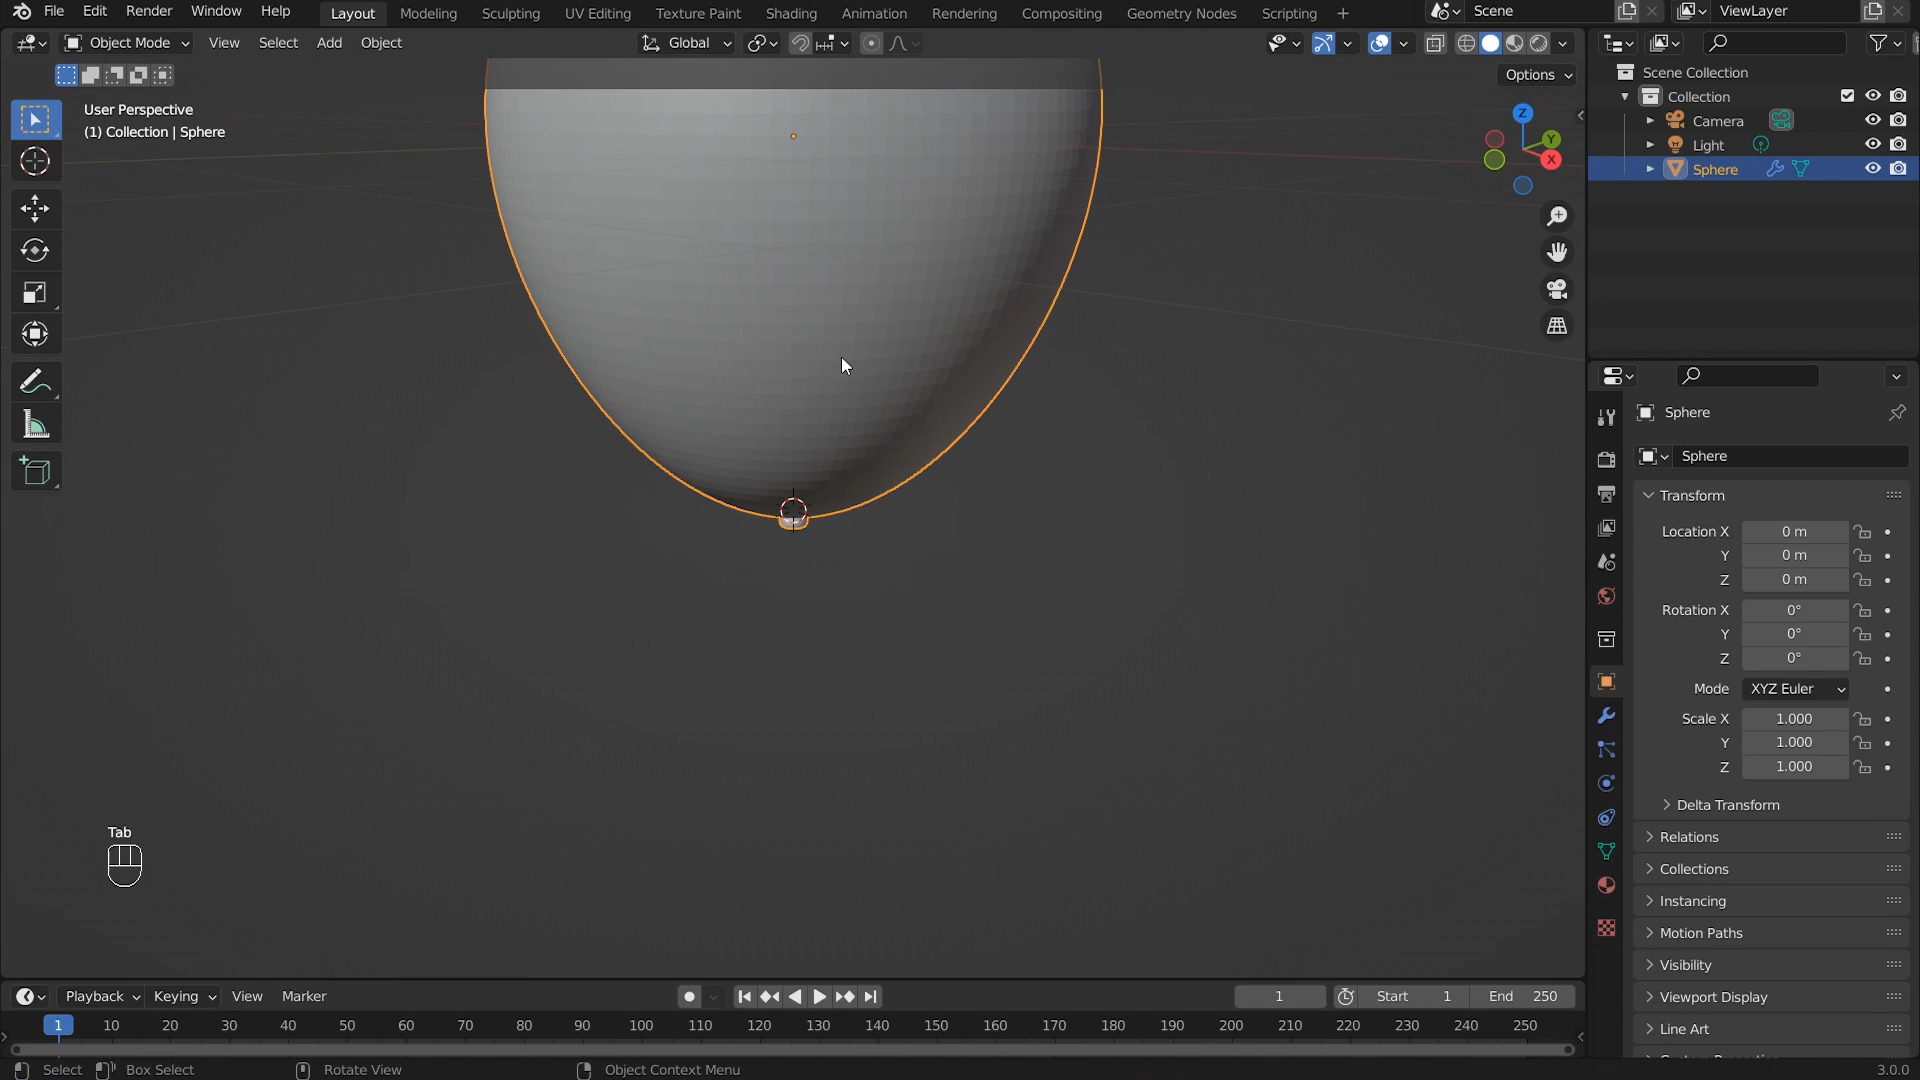 File Edit Render Window Help Layout Modeling Sculpting UV Editing Texture Paint Shading Animation Rendering Compositing Geometry Nodes Scripting + Scene ViewLayer
Object Mode View Select Add Object Global
Options
User Perspective
(1) Collection | Sphere
Z
Y
X
Scene Collection
Collection
Camera
Light
Sphere
Sphere
Sphere
Transform
Location X 0 m
Y 0 m
Z 0 m
Rotation X 0°
Y 0°
Z 0°
Mode XYZ Euler
Scale X 1.000
Y 1.000
Z 1.000
Delta Transform
Relations
Collections
Instancing
Motion Paths
Visibility
Viewport Display
Line Art
Tab
Playback Keying View Marker 1 Start 1 End 250
1 10 20 30 40 50 60 70 80 90 100 110 120 130 140 150 160 170 180 190 200 210 220 230 240 250
Select Box Select Rotate View Object Context Menu 3.0.0